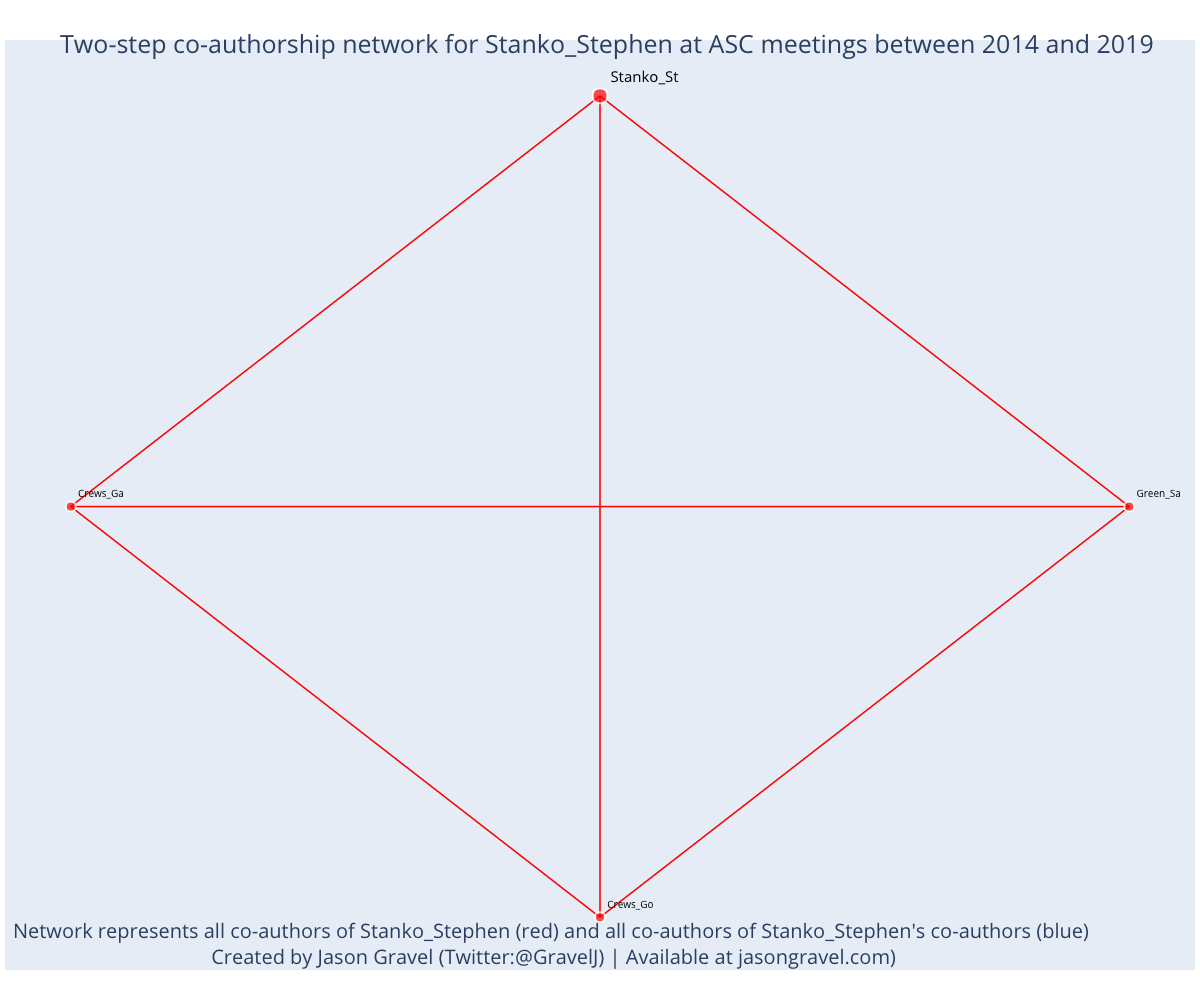 Two-step co-authorship network for Stanko_Stephen at ASC meetings between 2014 and 2019
Stanko_St
Crews_Ga
Green_Sa
Crews_Go
Network represents all co-authors of Stanko_Stephen (red) and all co-authors of Stanko_Stephen's co-authors (blue)
Created by Jason Gravel (Twitter:@GravelJ) | Available at jasongravel.com)